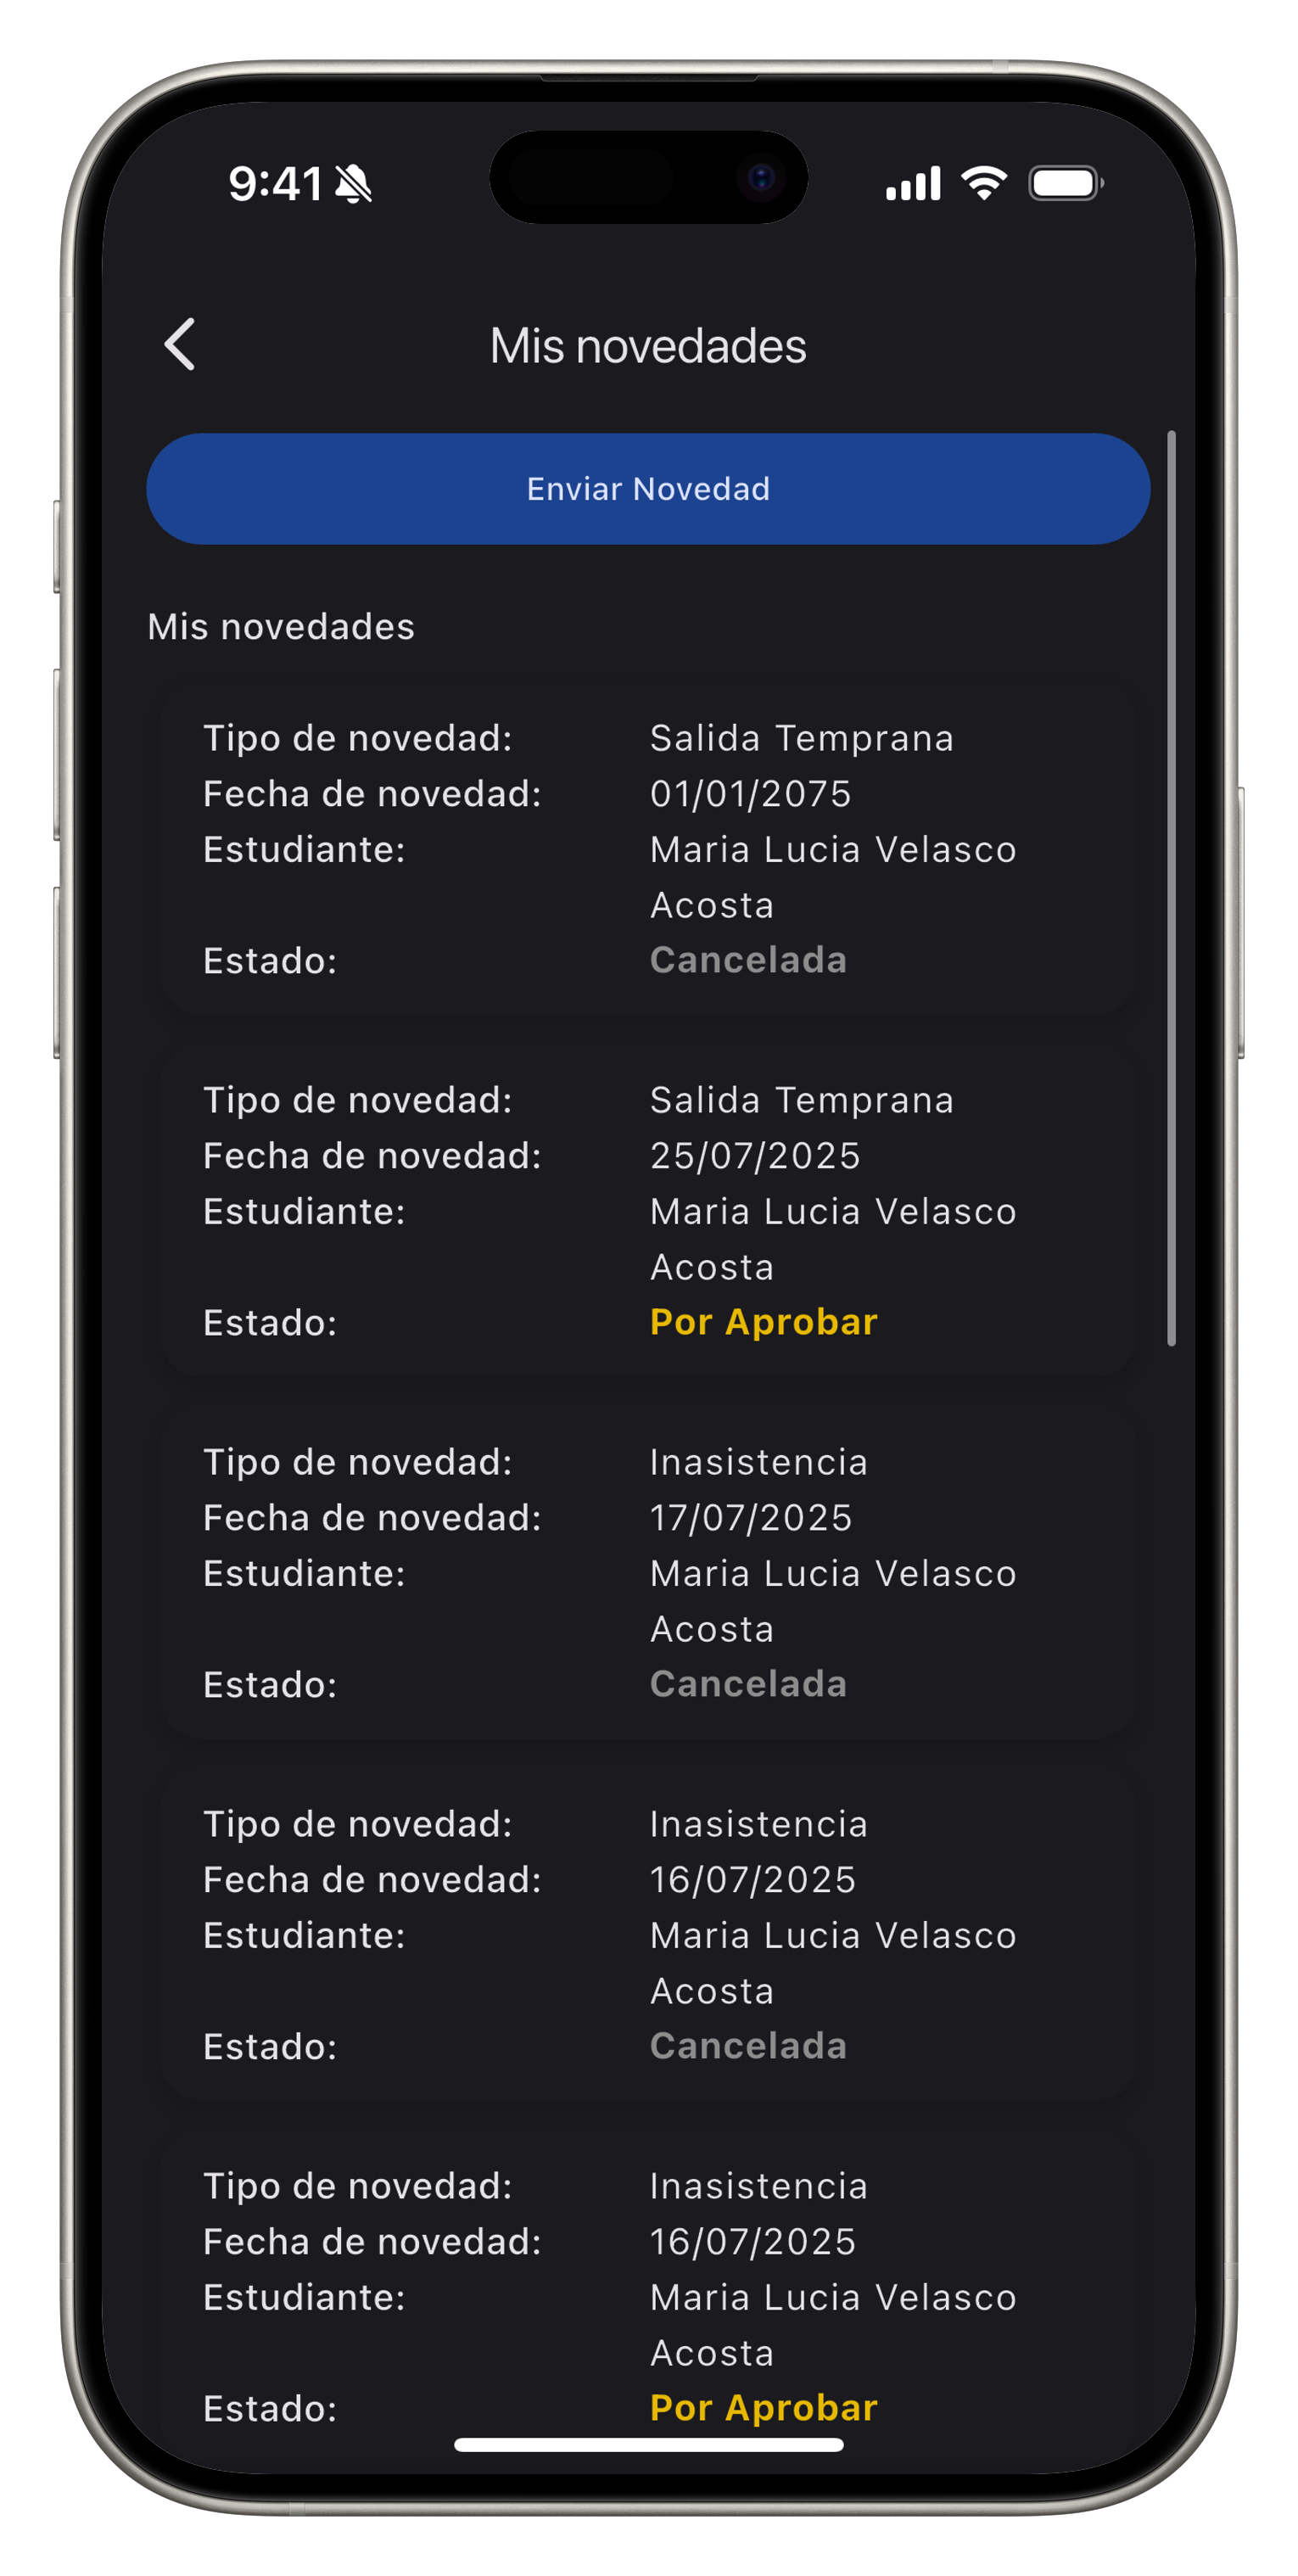 9:41
Mis novedades
Enviar Novedad
Mis novedades
Tipo de novedad: Salida Temprana
Fecha de novedad: 01/01/2075
Estudiante: Maria Lucia Velasco
Acosta
Estado: Cancelada
Tipo de novedad: Salida Temprana
Fecha de novedad: 25/07/2025
Estudiante: Maria Lucia Velasco
Acosta
Estado: Por Aprobar
Tipo de novedad: Inasistencia
Fecha de novedad: 17/07/2025
Estudiante: Maria Lucia Velasco
Acosta
Estado: Cancelada
Tipo de novedad: Inasistencia
Fecha de novedad: 16/07/2025
Estudiante: Maria Lucia Velasco
Acosta
Estado: Cancelada
Tipo de novedad: Inasistencia
Fecha de novedad: 16/07/2025
Estudiante: Maria Lucia Velasco
Acosta
Estado: Por Aprobar